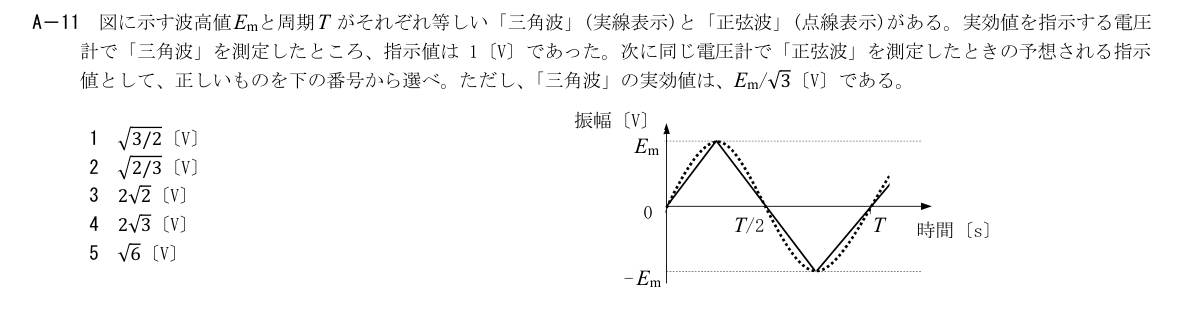 A－11　図に示す波高値Emと周期T がそれぞれ等しい「三角波」(実線表示)と「正弦波」(点線表示)がある。実効値を指示する電圧
計で「三角波」を測定したところ、指示値は 1〔V〕であった。次に同じ電圧計で「正弦波」を測定したときの予想される指示
値として、正しいものを下の番号から選べ。ただし、「三角波」の実効値は、Em/√3〔V〕である。
1　√3/2〔V〕
2　√2/3〔V〕
3　2√2〔V〕
4　2√3〔V〕
5　√6〔V〕
振幅〔V〕
Em
0
T/2
T
時間〔s〕
－Em